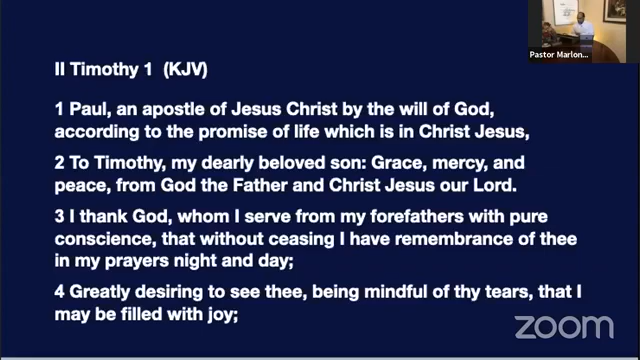 II Timothy 1 (KJV)
1 Paul, an apostle of Jesus Christ by the will of God,
according to the promise of life which is in Christ Jesus,
2 To Timothy, my dearly beloved son: Grace, mercy, and
peace, from God the Father and Christ Jesus our Lord.
3 I thank God, whom I serve from my forefathers with pure
conscience, that without ceasing I have remembrance of thee
in my prayers night and day;
4 Greatly desiring to see thee, being mindful of thy tears, that I
may be filled with joy;
Pastor Marlon...
zoom